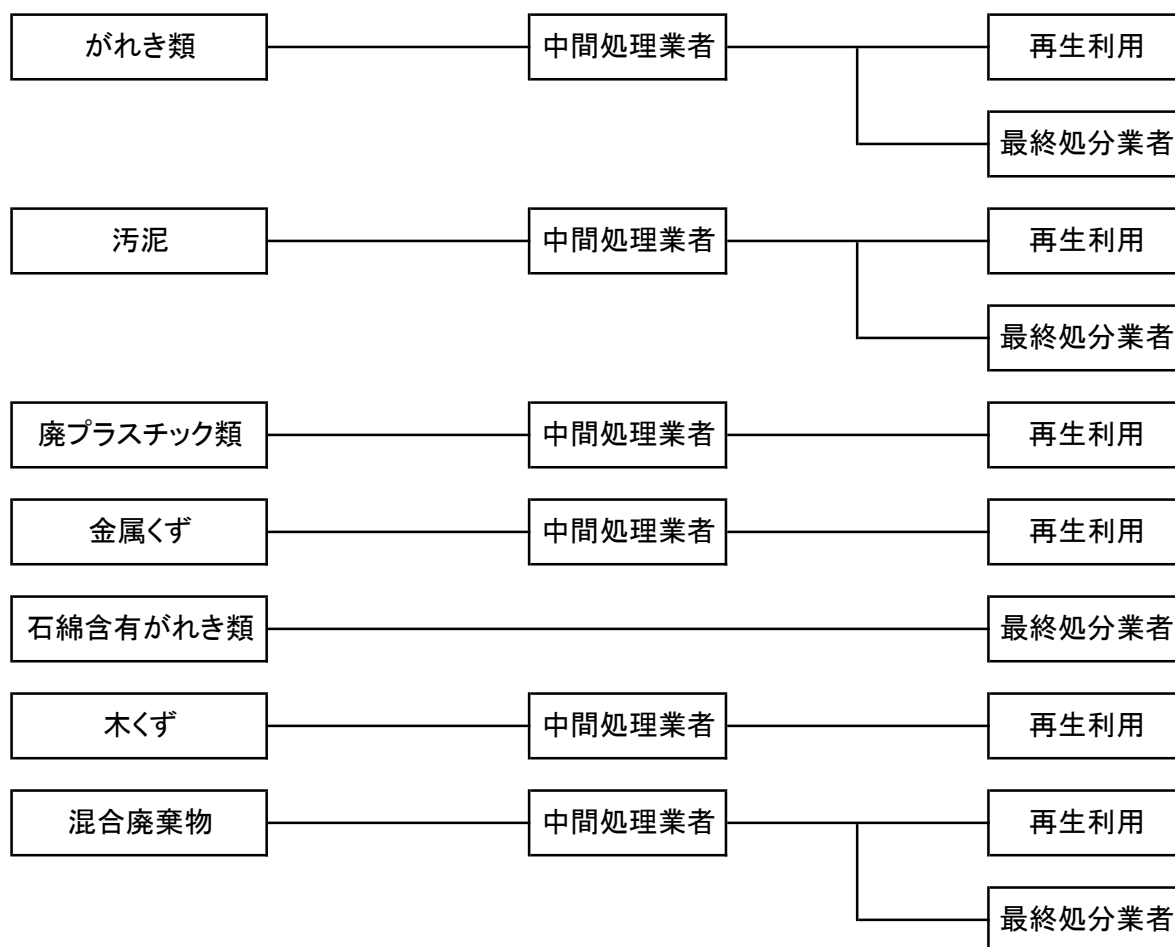 がれき類
中間処理業者
再生利用
最終処分業者
汚泥
中間処理業者
再生利用
最終処分業者
廃プラスチック類
中間処理業者
再生利用
金属くず
中間処理業者
再生利用
石綿含有がれき類
最終処分業者
木くず
中間処理業者
再生利用
混合廃棄物
中間処理業者
再生利用
最終処分業者